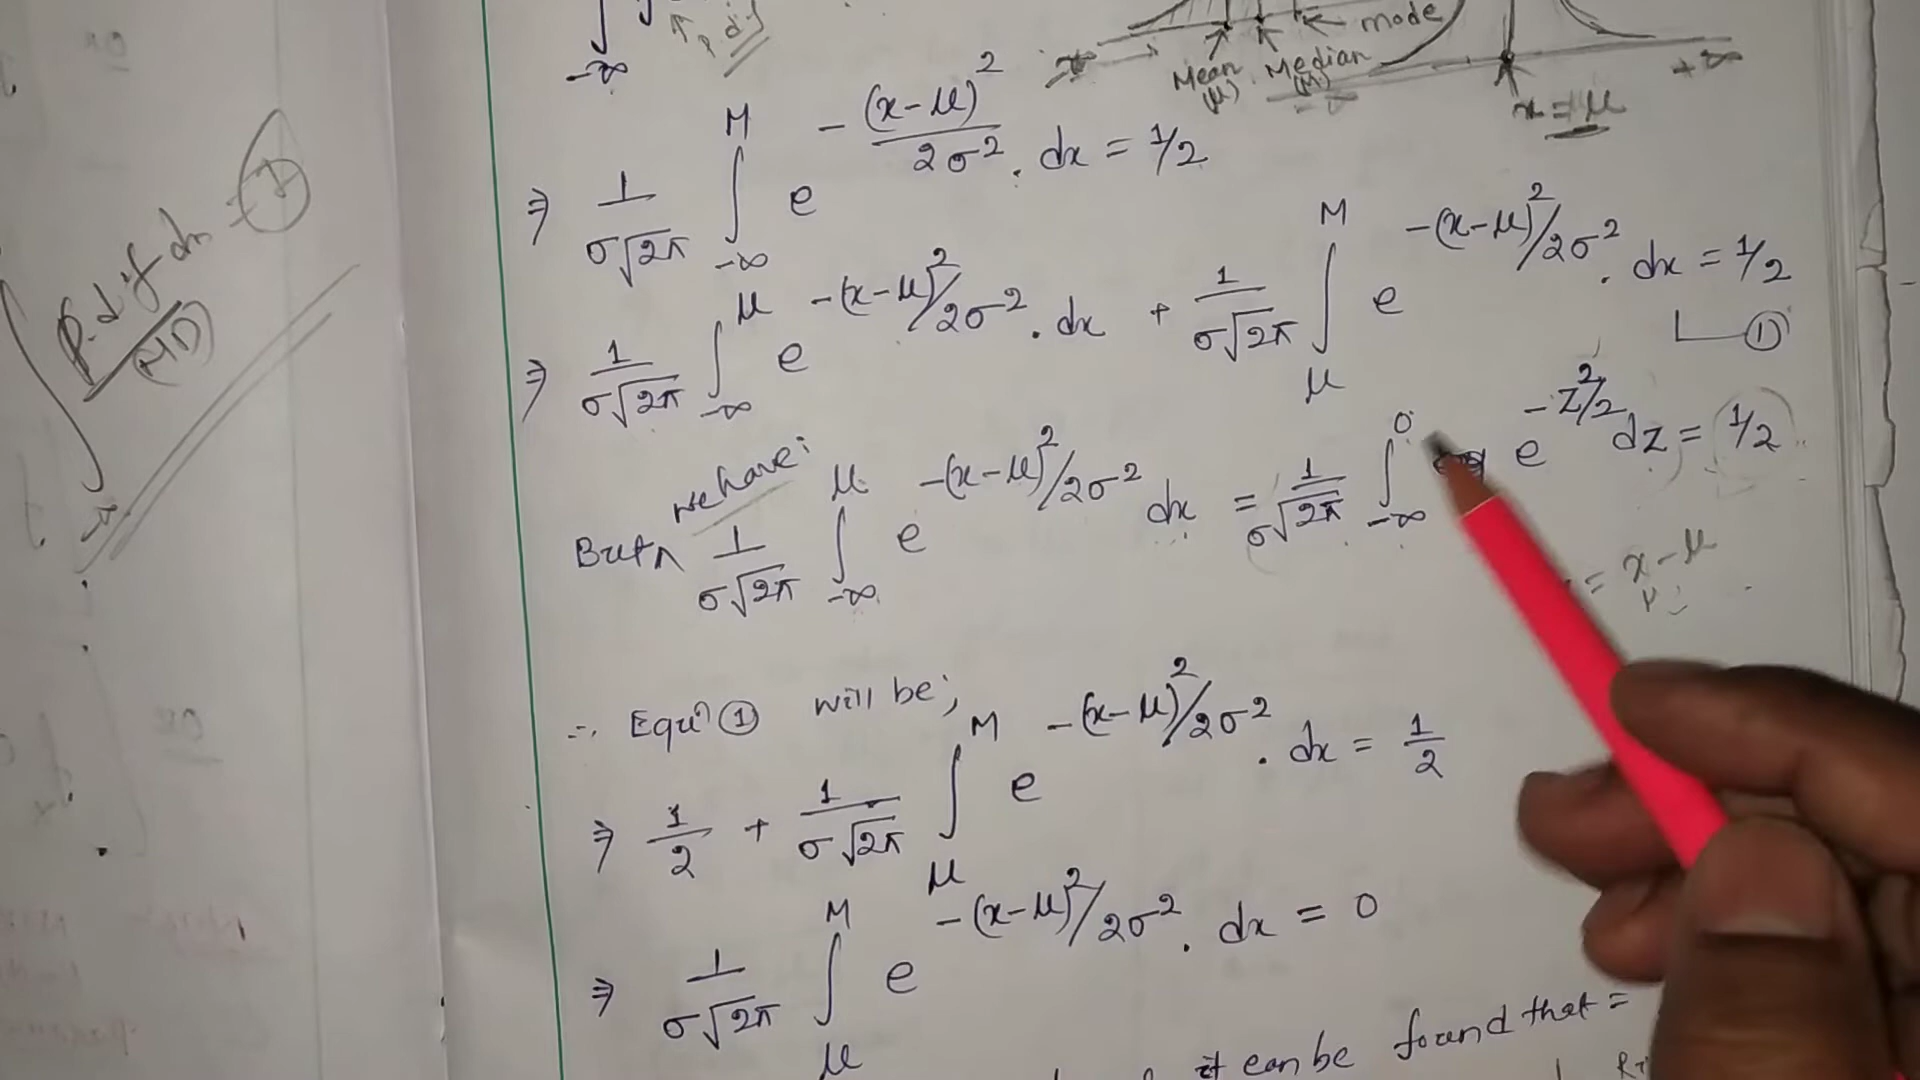 -∞
↑ p.d.f
Mean
(μ)
Median
(M)
mode
+∞
x = μ
p.d.f dx
(ND)
⇒ 1/σ√2π ∫_{-∞}^{M} e^{-(x-μ)²/2σ²} . dx = 1/2
⇒ 1/σ√2π ∫_{-∞}^{μ} e^{-(x-μ)²/2σ²} . dx + 1/σ√2π ∫_{μ}^{M} e^{-(x-μ)²/2σ²} . dx = 1/2
①
But ∧ we have: 1/σ√2π ∫_{-∞}^{μ} e^{-(x-μ)²/2σ²} dx = 1/σ√2π ∫_{-∞}^{0} e^{-z²/2} dz = 1/2
= x-μ
∴ Equⁿ ① will be;
⇒ 1/2 + 1/σ√2π ∫_{μ}^{M} e^{-(x-μ)²/2σ²} . dx = 1/2
⇒ 1/σ√2π ∫_{μ}^{M} e^{-(x-μ)²/2σ²} . dx = 0
it can be found that =